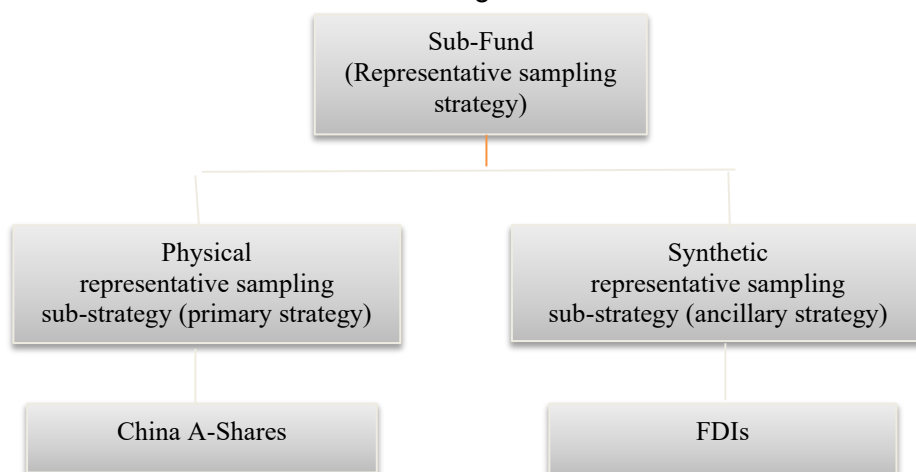 Sub-Fund
(Representative sampling
strategy)
Physical
representative sampling
sub-strategy (primary strategy)
Synthetic
representative sampling
sub-strategy (ancillary strategy)
China A-Shares
FDIs